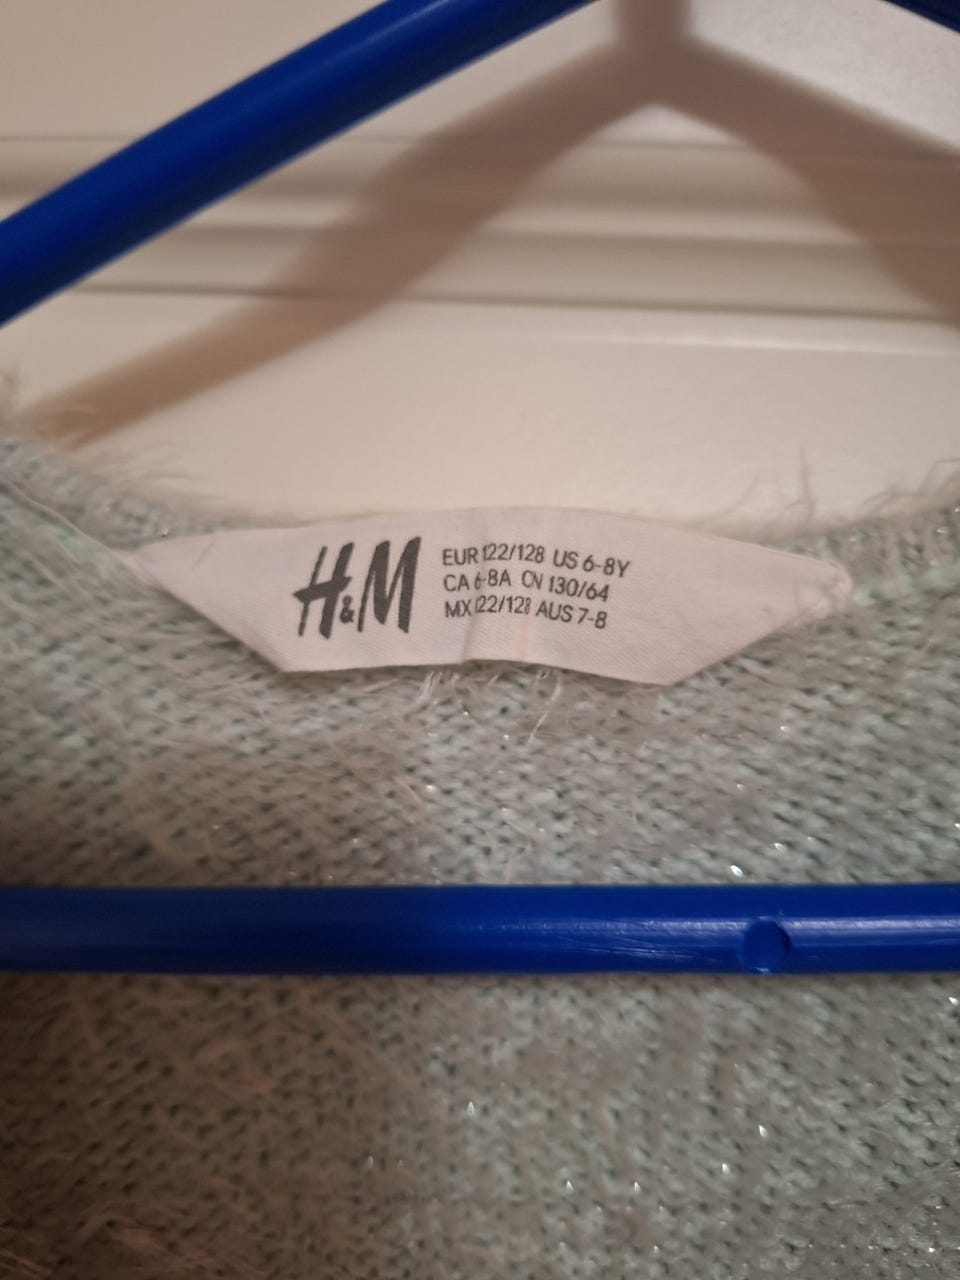 H&M
EUR 122/128 US 6-8Y
CA 6-8A CN 130/64
MX 122/128 AUS 7-8